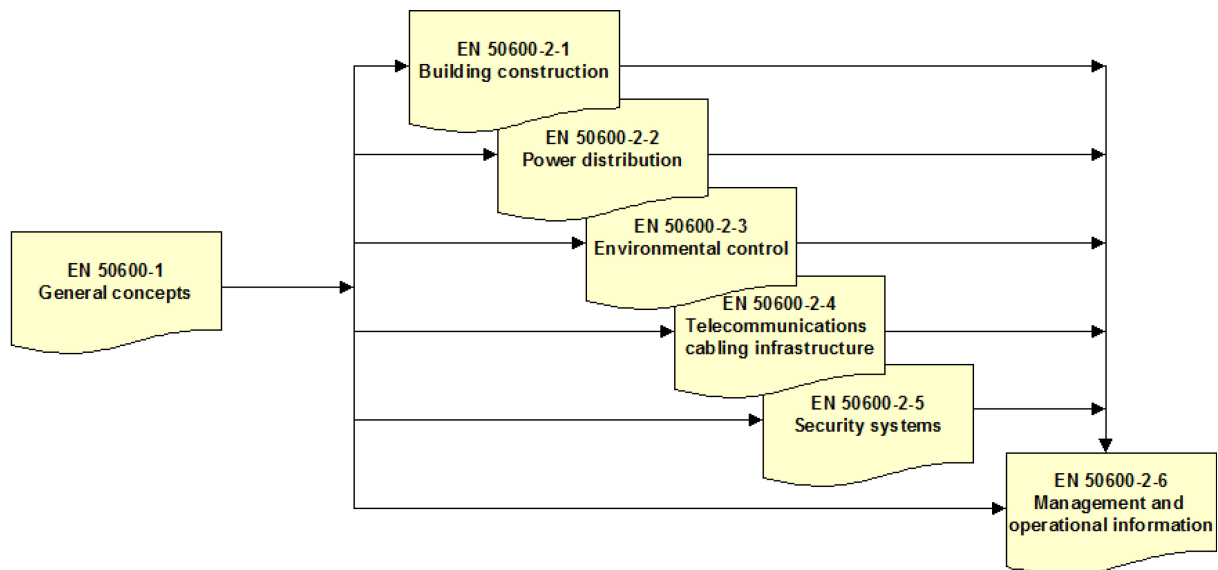 EN 50600-2-1
Building construction
EN 50600-2-2
Power distribution
EN 50600-2-3
Environmental control
EN 50600-1
General concepts
EN 50600-2-4
Telecommunications
cabling infrastructure
EN 50600-2-5
Security systems
EN 50600-2-6
Management and
operational information